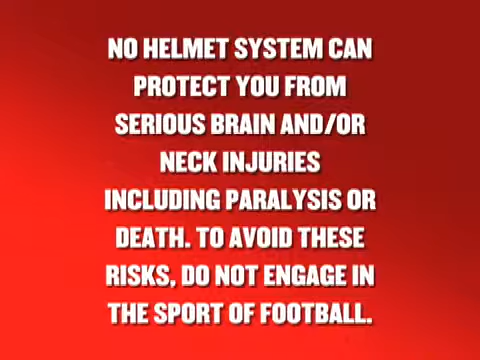 NO HELMET SYSTEM CAN
PROTECT YOU FROM
SERIOUS BRAIN AND/OR
NECK INJURIES
INCLUDING PARALYSIS OR
DEATH. TO AVOID THESE
RISKS, DO NOT ENGAGE IN
THE SPORT OF FOOTBALL.